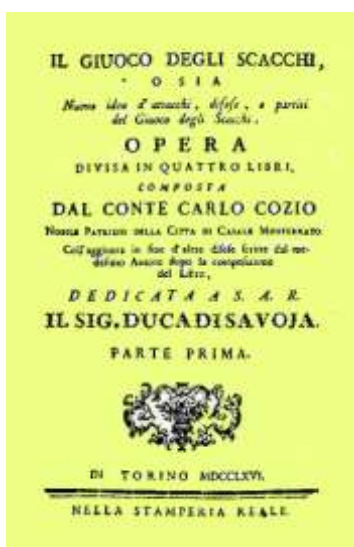 IL GIUOCO DEGLI SCACCHI,
O SIA
Nuove idee d'attacchi, difese, e partiti
del Giuoco degli Scacchi.
OPERA
DIVISA IN QUATTRO LIBRI,
COMPOSTA
DAL CONTE CARLO COZIO
NOBILE PATRIZIO DELLA CITTA DI CASALE MONFERRATO.
Coll'aggiunta in fine d'altre difese scritte dal me-
desimo Autore dopo la composizione
del Libro,
DEDICATA A S. A. R.
IL SIG. DUCA DI SAVOJA.
PARTE PRIMA.
IN TORINO MDCCLXVI.
NELLA STAMPERIA REALE.